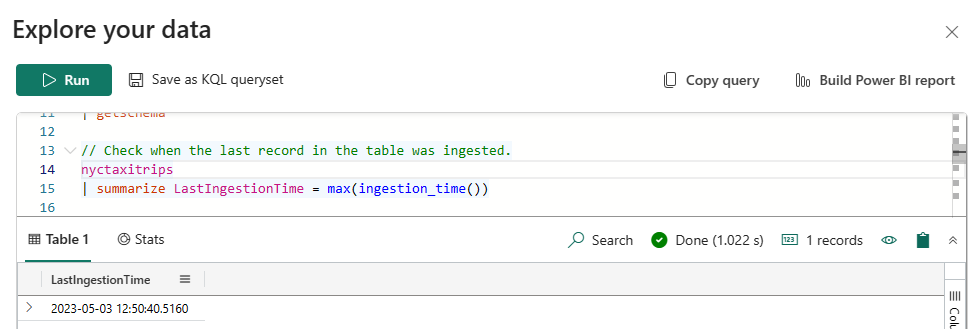 Explore your data
Run
Save as KQL queryset
Copy query
Build Power BI report
11 | getschema
12
13 // Check when the last record in the table was ingested.
14 nyctaxitrips
15 | summarize LastIngestionTime = max(ingestion_time())
16
Table 1
Stats
Search
Done (1.022 s)
123
1 records
LastIngestionTime
2023-05-03 12:50:40.5160